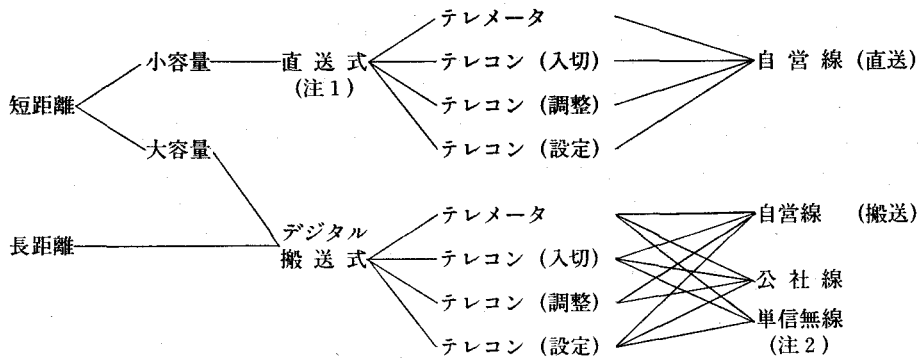 テレメータ
小容量 直送式 テレコン (入切) 自営線 (直送)
(注1)
短距離 テレコン (調整)
大容量 テレコン (設定)
テレメータ 自営線 (搬送)
デジタル
長距離 搬送式 テレコン (入切)
公社線
テレコン (調整)
単信無線
テレコン (設定) (注2)